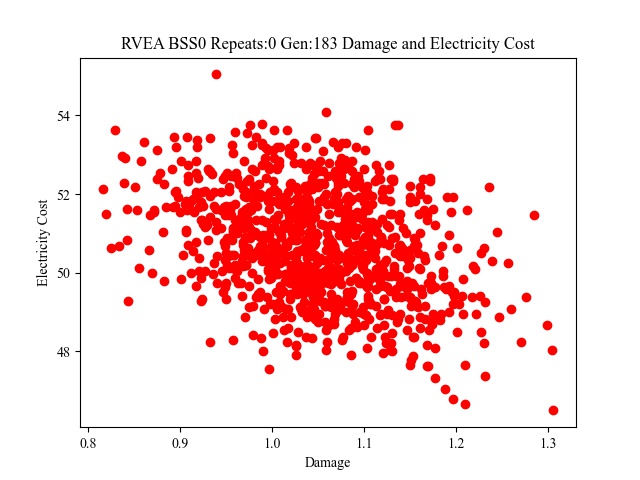 RVEA BSS0 Repeats:0 Gen:183 Damage and Electricity Cost
54
52
50
48
Electricity Cost
0.8 0.9 1.0 1.1 1.2 1.3
Damage